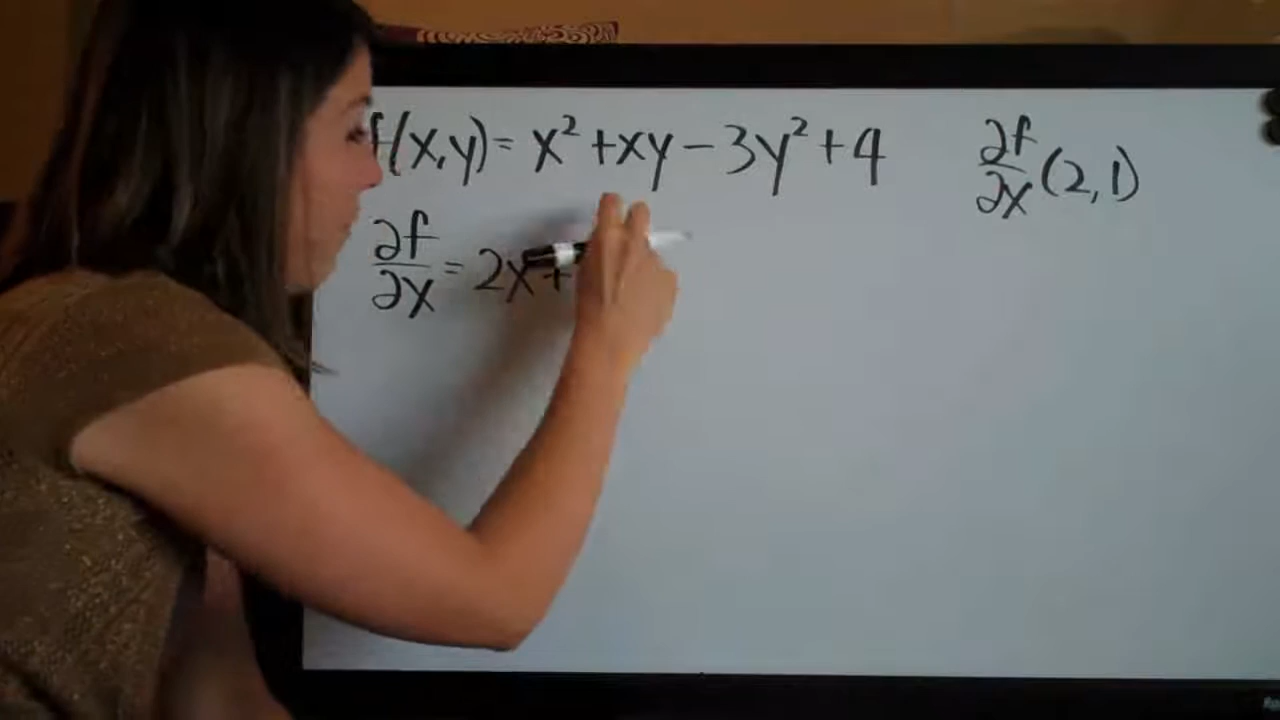 f(x,y) = x² + xy - 3y² + 4
∂f/∂x (2,1)
∂f/∂x = 2x +